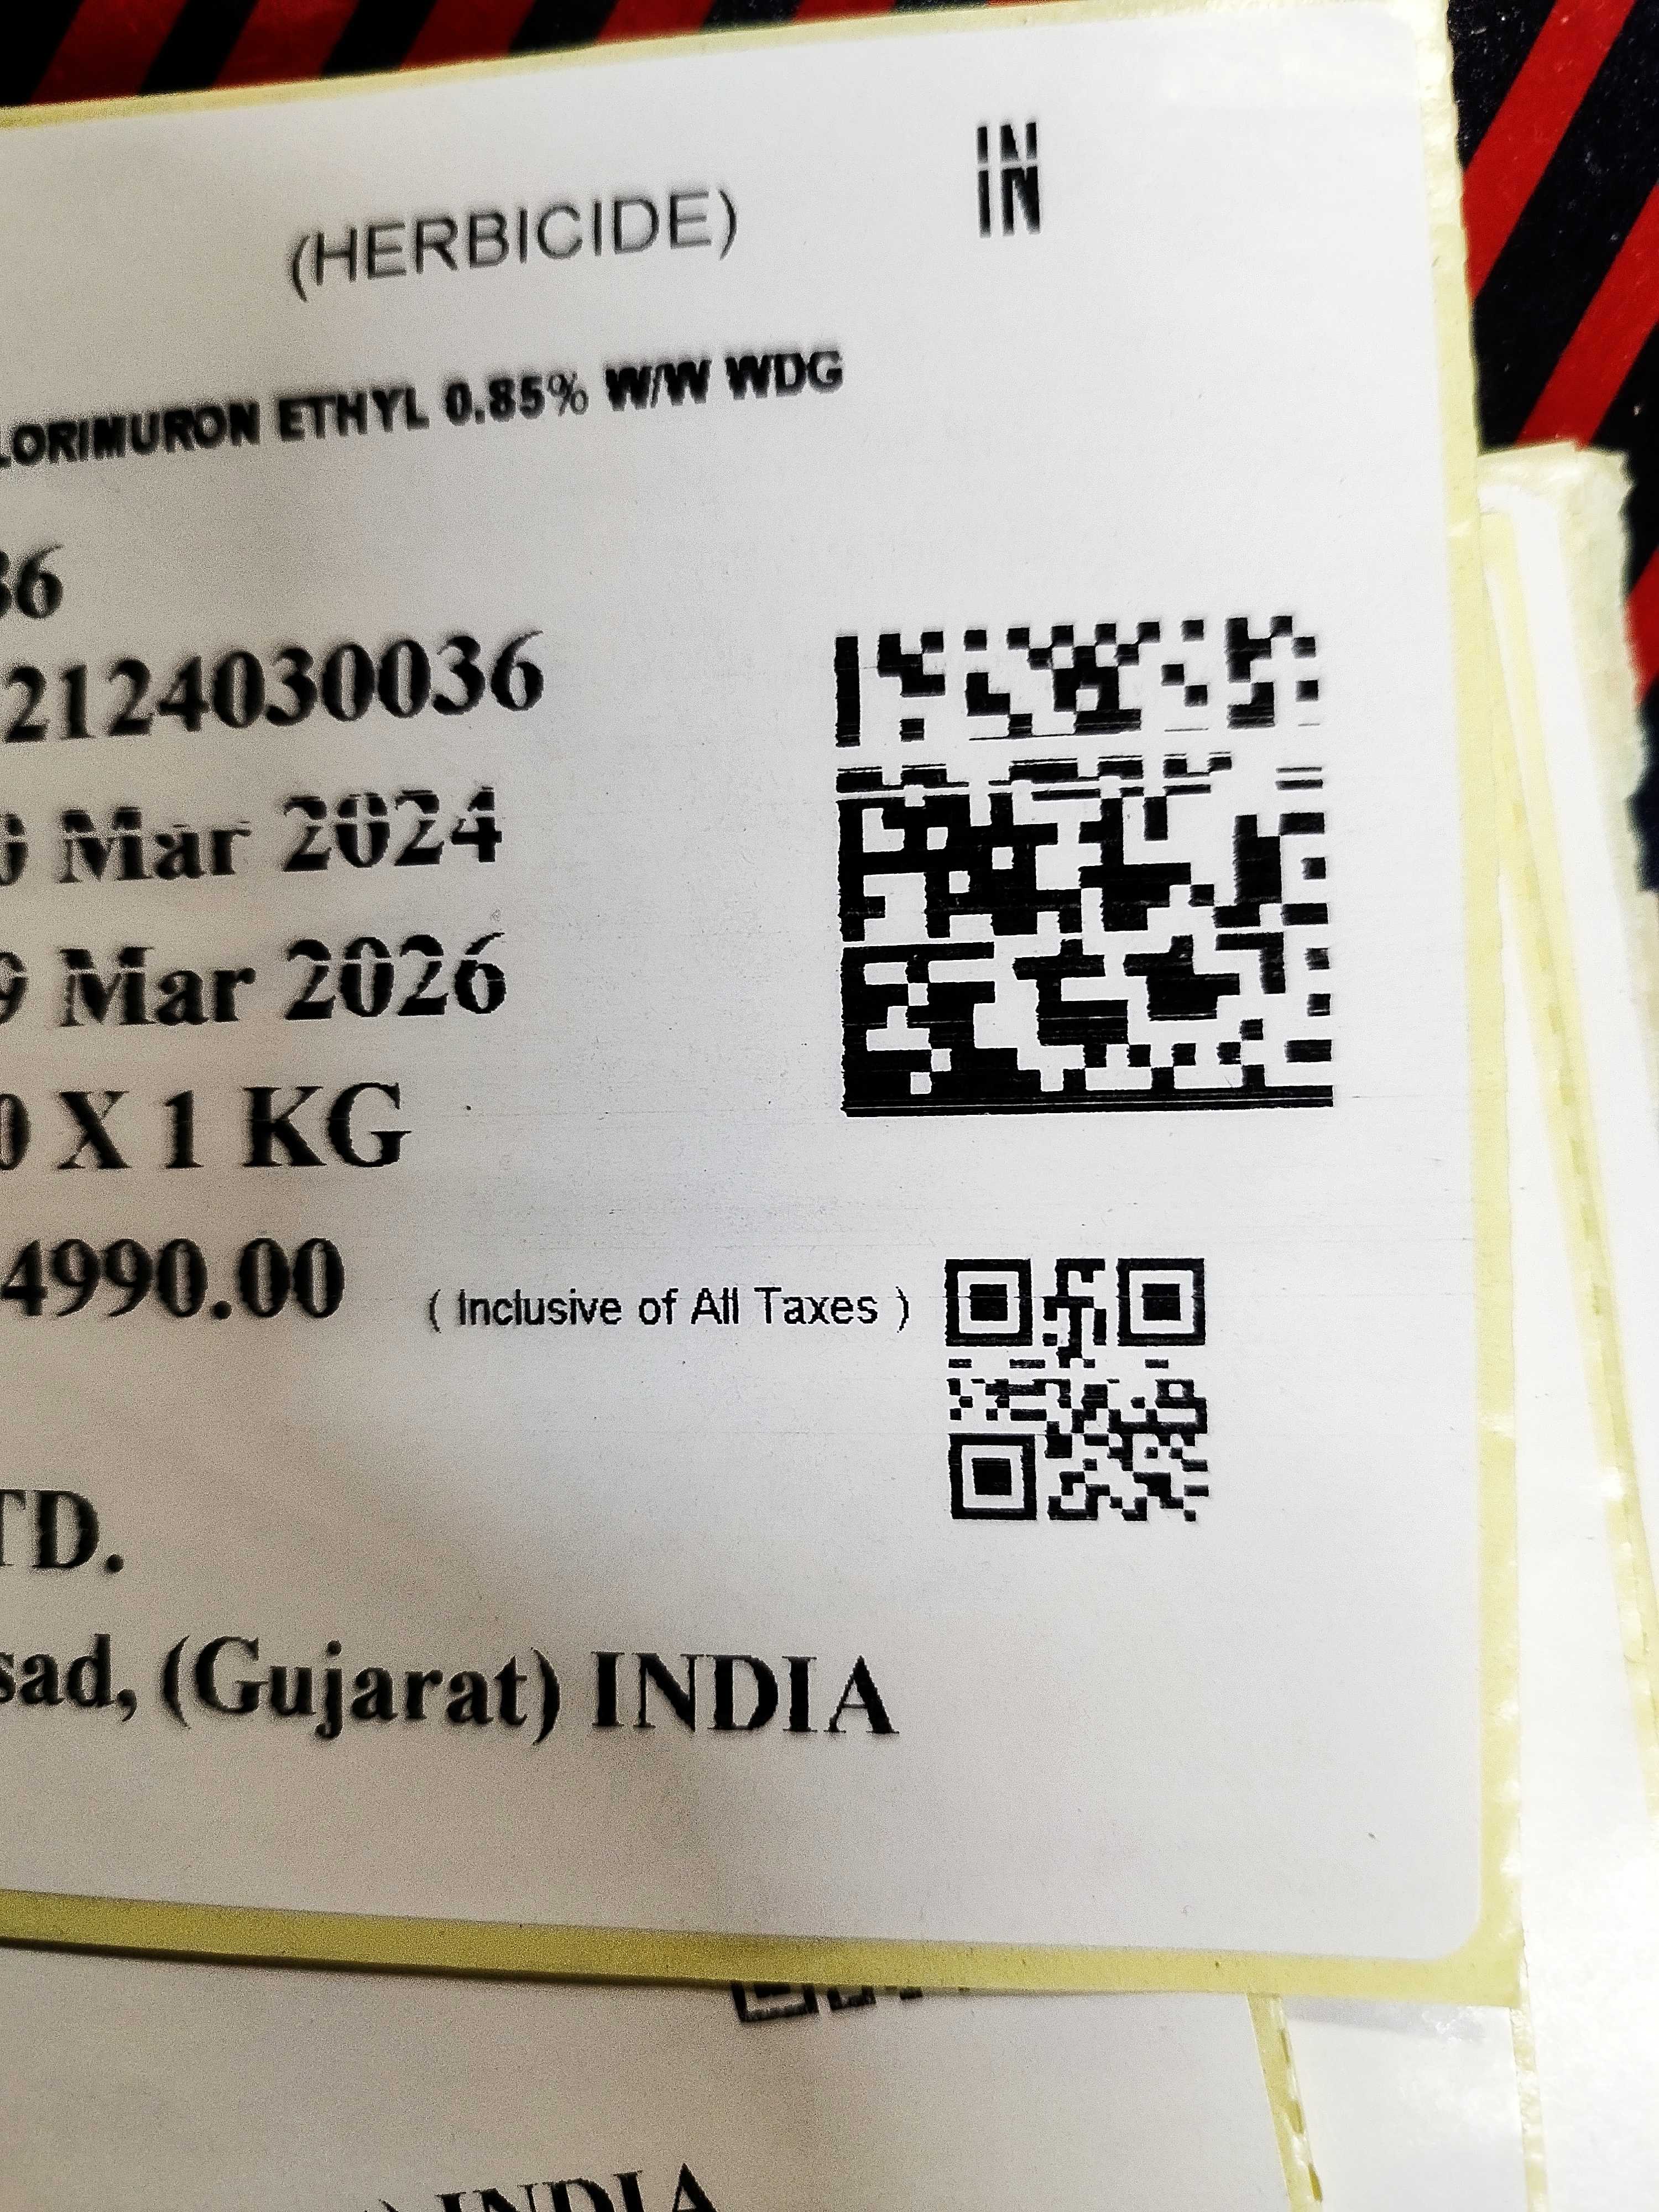 IN
(HERBICIDE)
LORIMURON ETHYL 0.85% W/W WDG
36
2124030036
Mar 2024
9 Mar 2026
0 X 1 KG
4990.00 ( Inclusive of All Taxes )
TD.
sad, (Gujarat) INDIA
INDIA